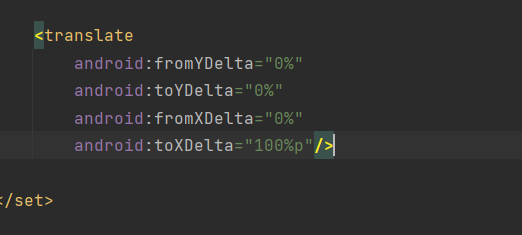 <translate
android:fromYDelta="0%"
android:toYDelta="0%"
android:fromXDelta="0%"
android:toXDelta="100%p"/>
</set>